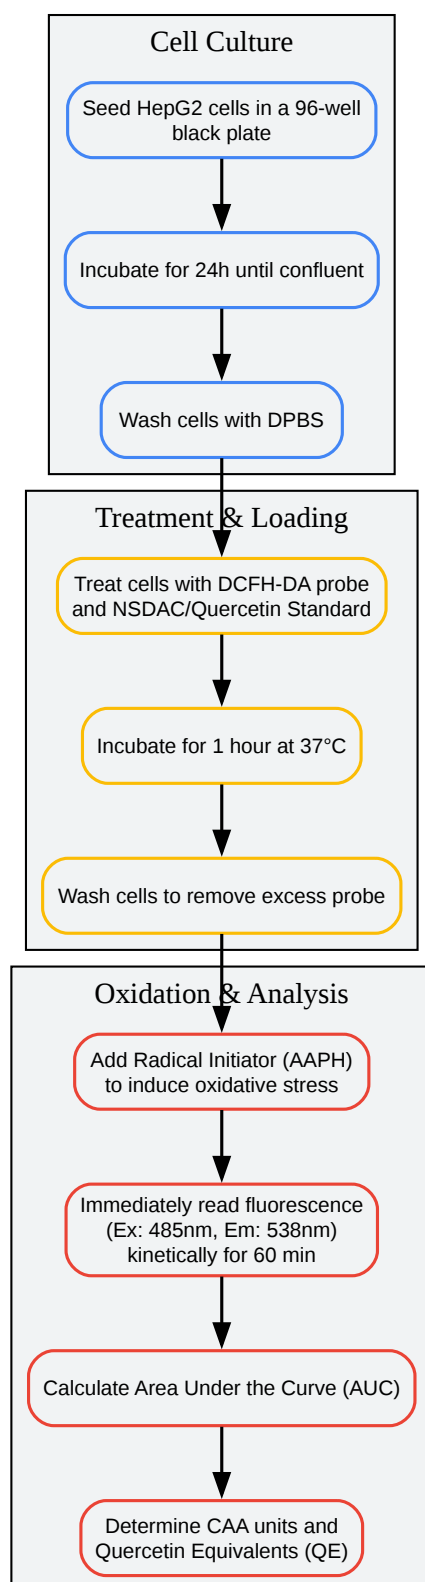 Cell Culture
Seed HepG2 cells in a 96-well
black plate
Incubate for 24h until confluent
Wash cells with DPBS
Treatment & Loading
Treat cells with DCFH-DA probe
and NSDAC/Quercetin Standard
Incubate for 1 hour at 37°C
Wash cells to remove excess probe
Oxidation & Analysis
Add Radical Initiator (AAPH)
to induce oxidative stress
Immediately read fluorescence
(Ex: 485nm, Em: 538nm)
kinetically for 60 min
Calculate Area Under the Curve (AUC)
Determine CAA units and
Quercetin Equivalents (QE)